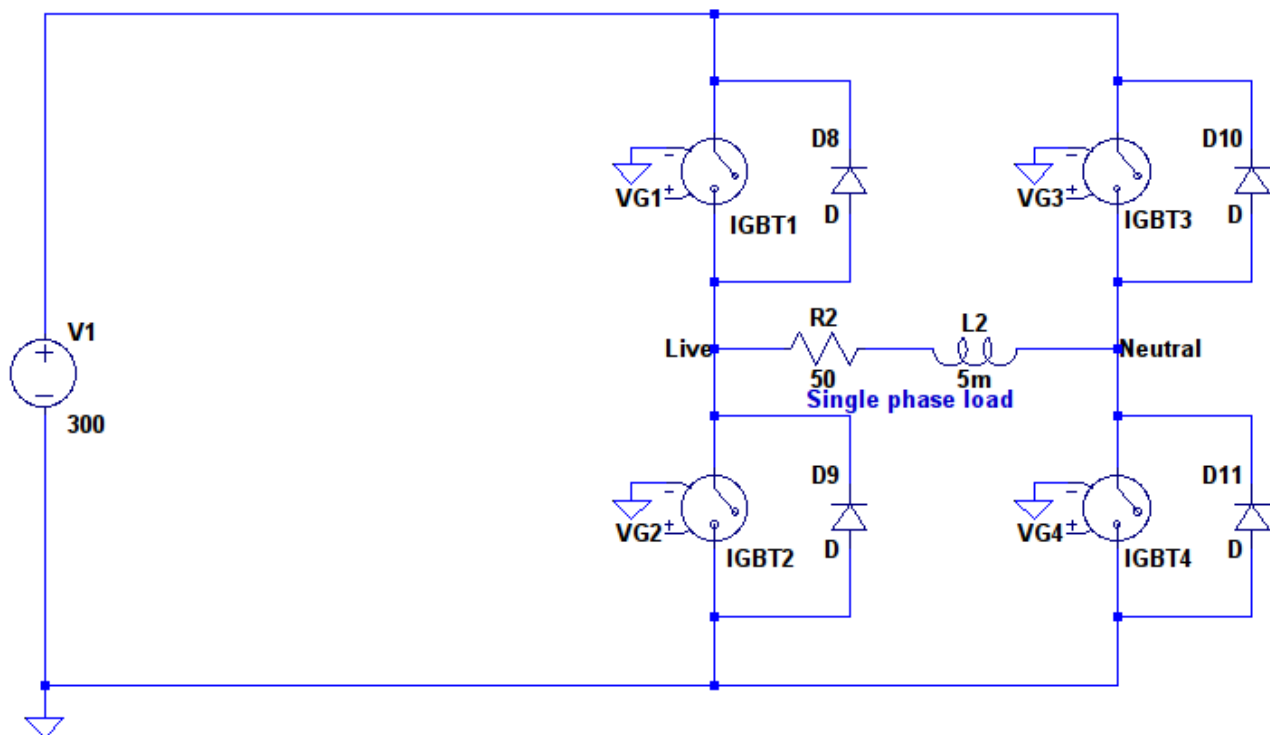 D8
D10
VG1
D
VG3
D
IGBT1
IGBT3
V1
R2
L2
Live
Neutral
50
5m
Single phase load
300
D9
D11
VG2
D
VG4
D
IGBT2
IGBT4